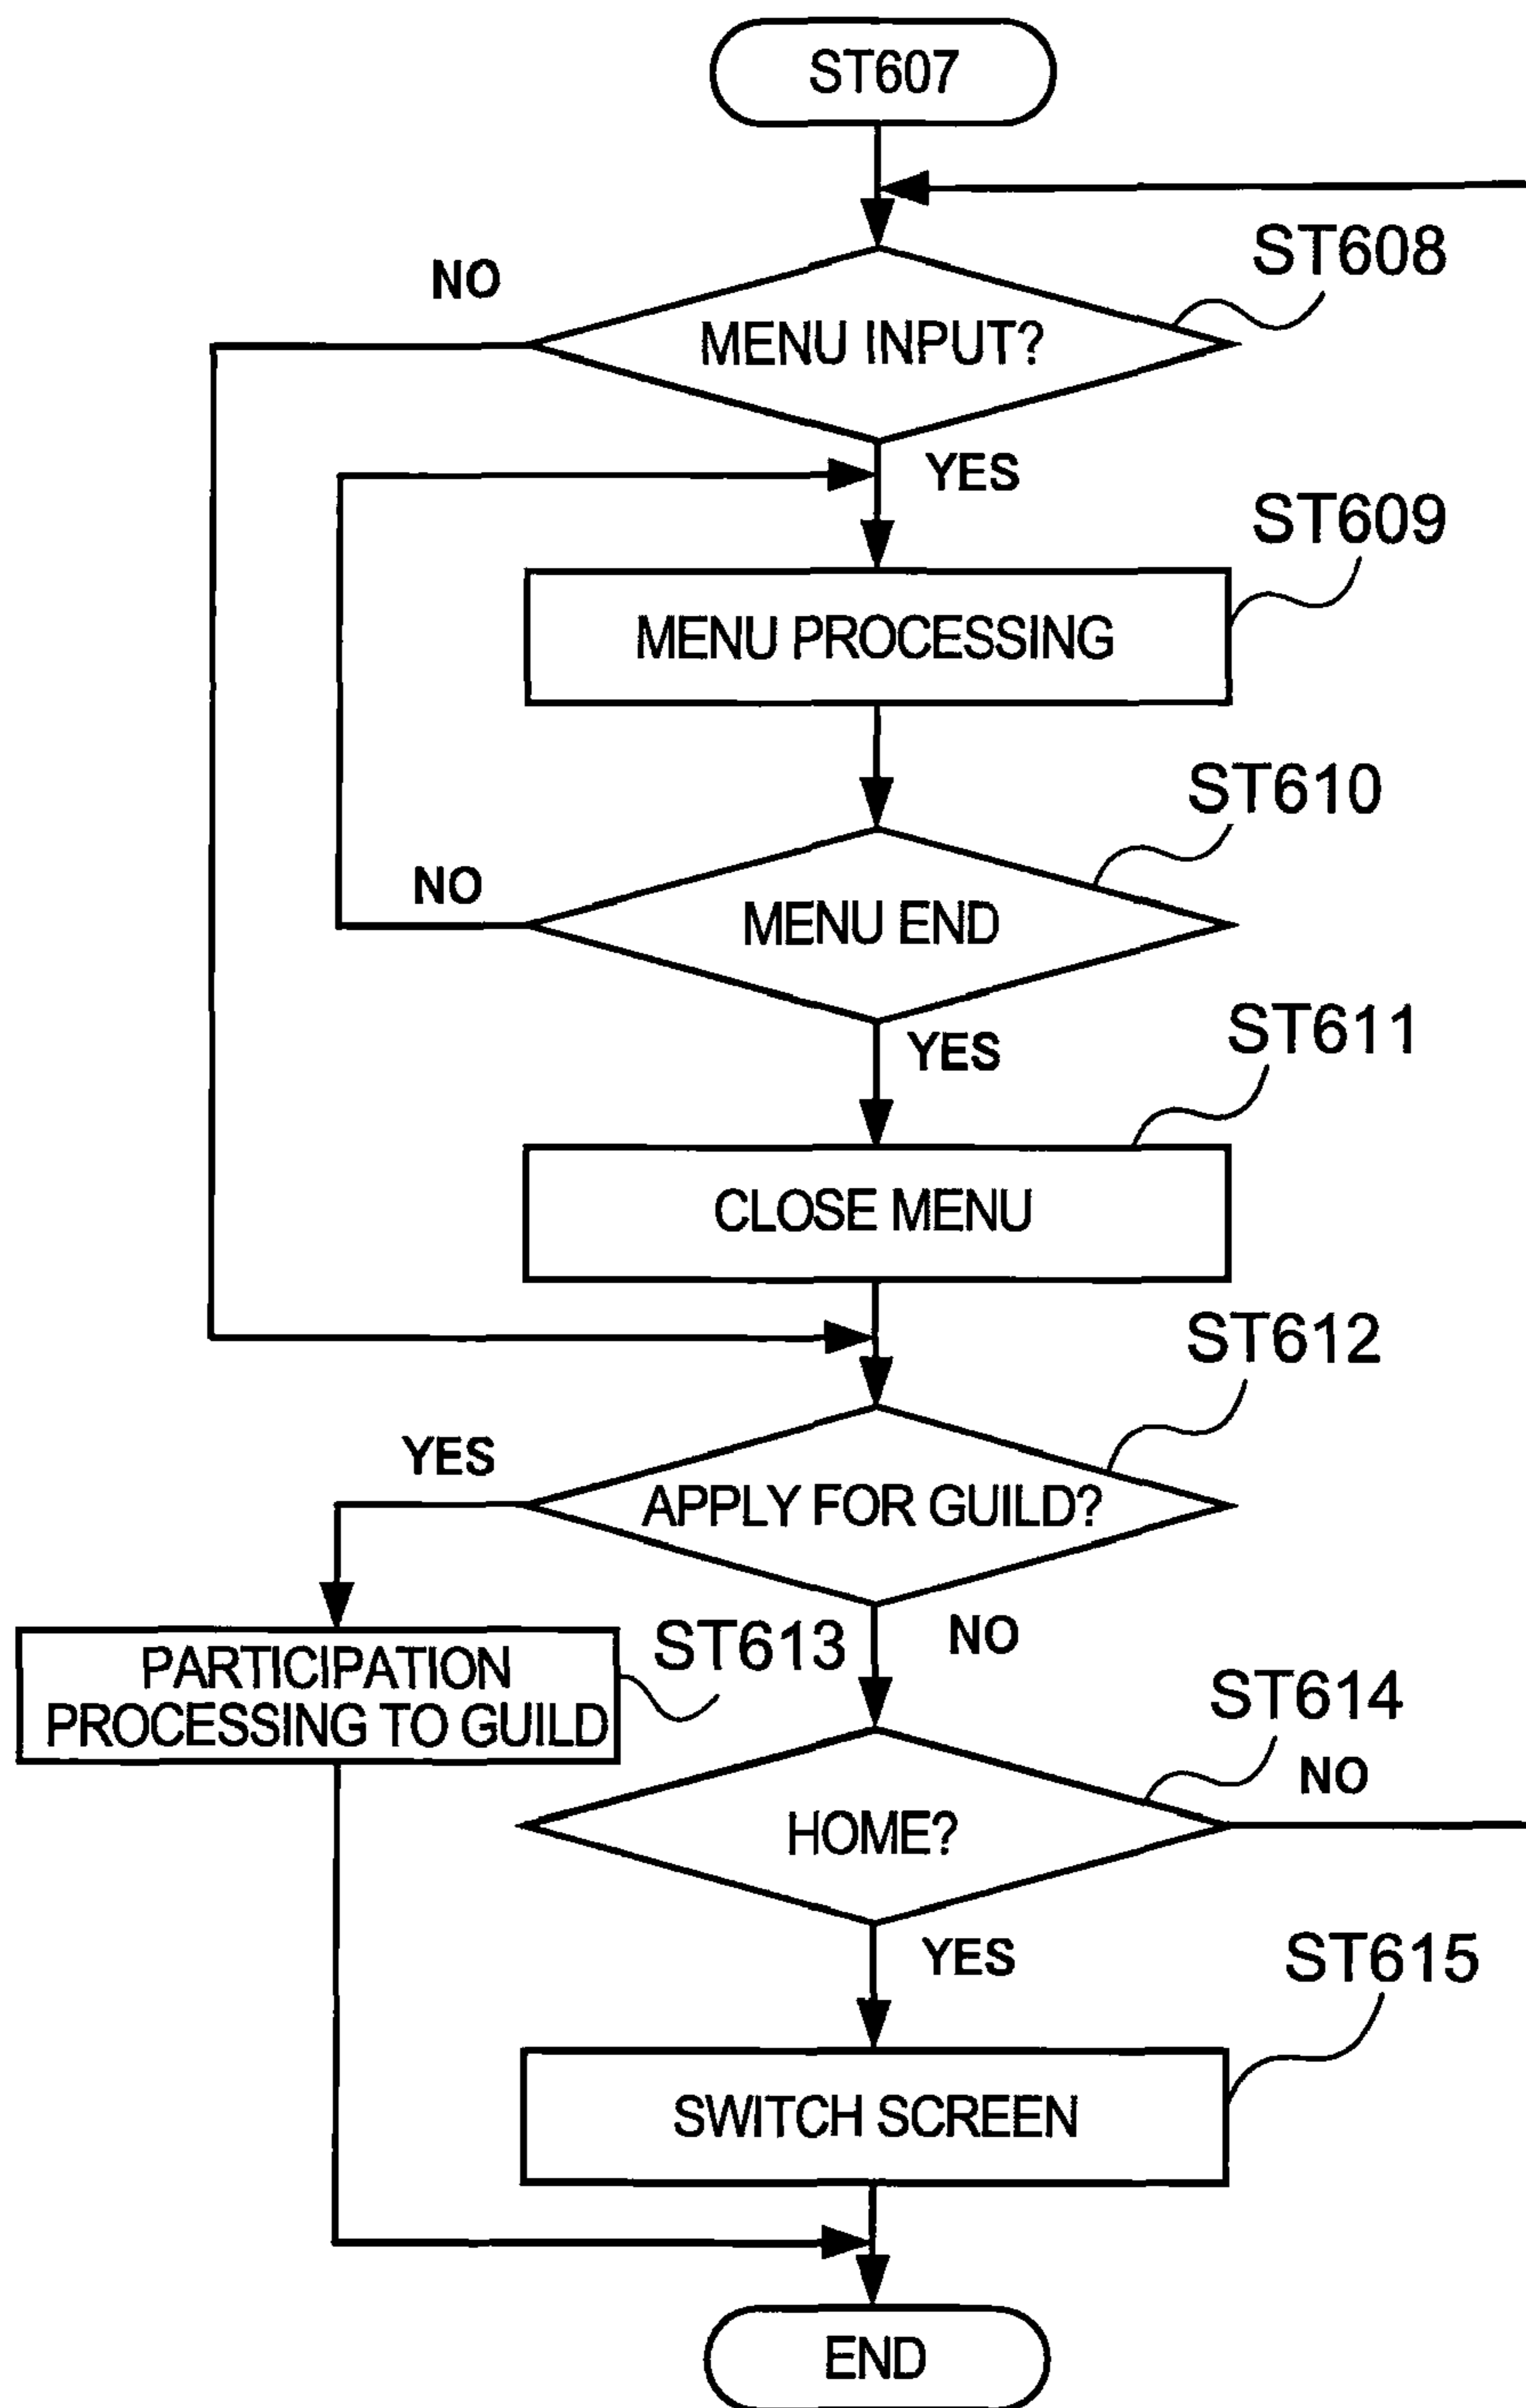 ST607
ST608
NO
MENU INPUT?
YES
ST609
MENU PROCESSING
ST610
NO
MENU END
YES
ST611
CLOSE MENU
ST612
YES
APPLY FOR GUILD?
NO
ST613
PARTICIPATION
PROCESSING TO GUILD
ST614
NO
HOME?
YES
ST615
SWITCH SCREEN
END